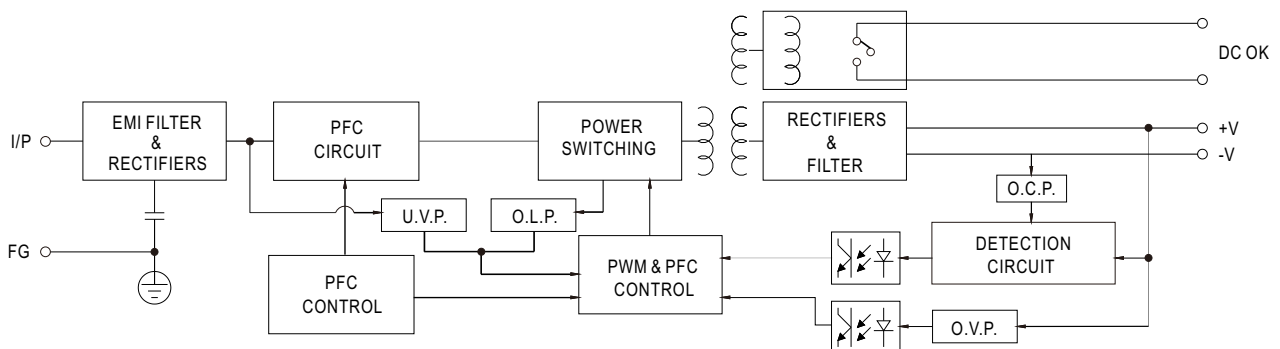 DC OK
I/P
EMI FILTER
&
RECTIFIERS
PFC
CIRCUIT
POWER
SWITCHING
RECTIFIERS
&
FILTER
+V
-V
O.C.P.
U.V.P.
O.L.P.
FG
DETECTION
CIRCUIT
PFC
CONTROL
PWM & PFC
CONTROL
O.V.P.